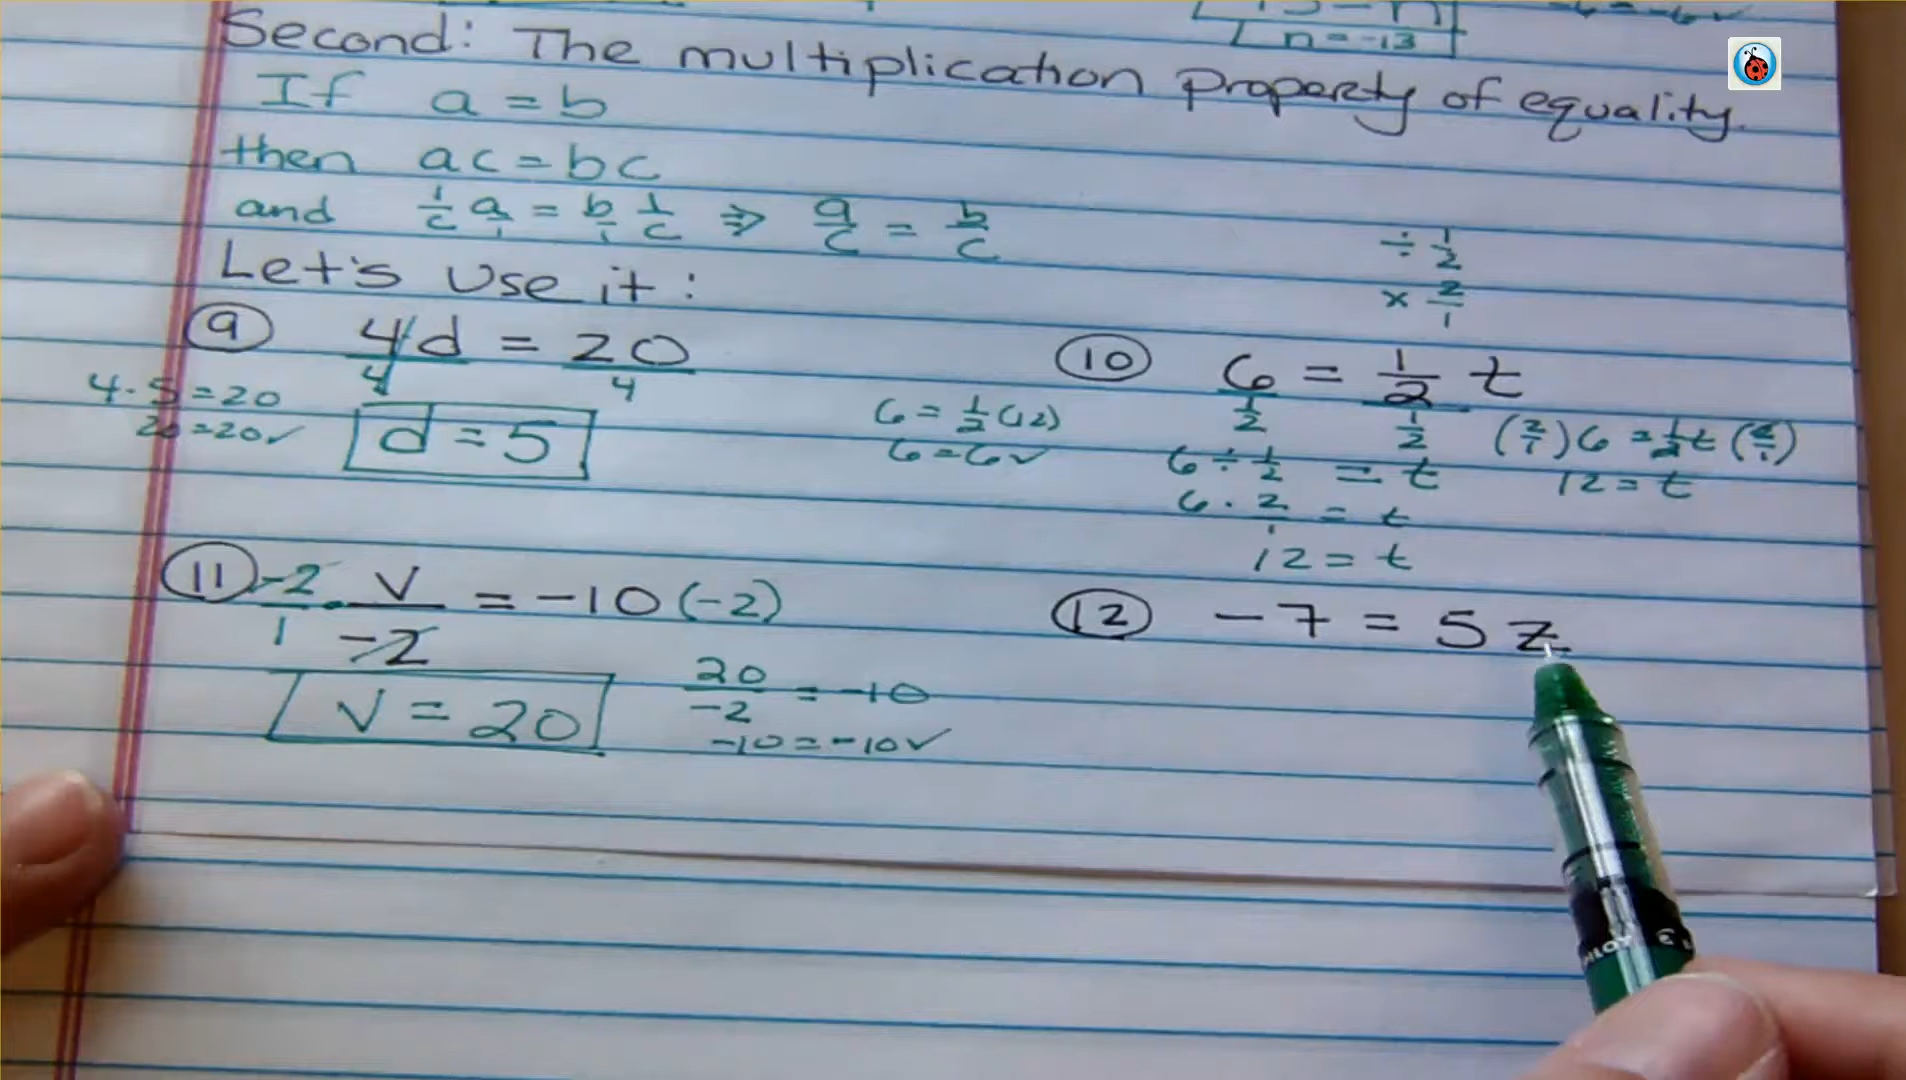 n = -13
Second: The multiplication property of equality.
If a = b
then ac = bc
and 1/c a/1 = b/1 1/c ⇒ a/c = b/c
Let's use it:
÷ 1/2
× 2/1
9 4d = 20
4 4
4 · 5 = 20
20 = 20 ✓
d = 5
10 6 = 1/2 t
1/2 1/2
6 = 1/2 (12)
6 = 6 ✓
6 ÷ 1/2 = t
6 · 2/1 = t
12 = t
(2/1) 6 = 1/2 t (2/1)
12 = t
11 -2/1 · v/-2 = -10 (-2)
v = 20
20/-2 = -10
-10 = -10 ✓
12 -7 = 5z